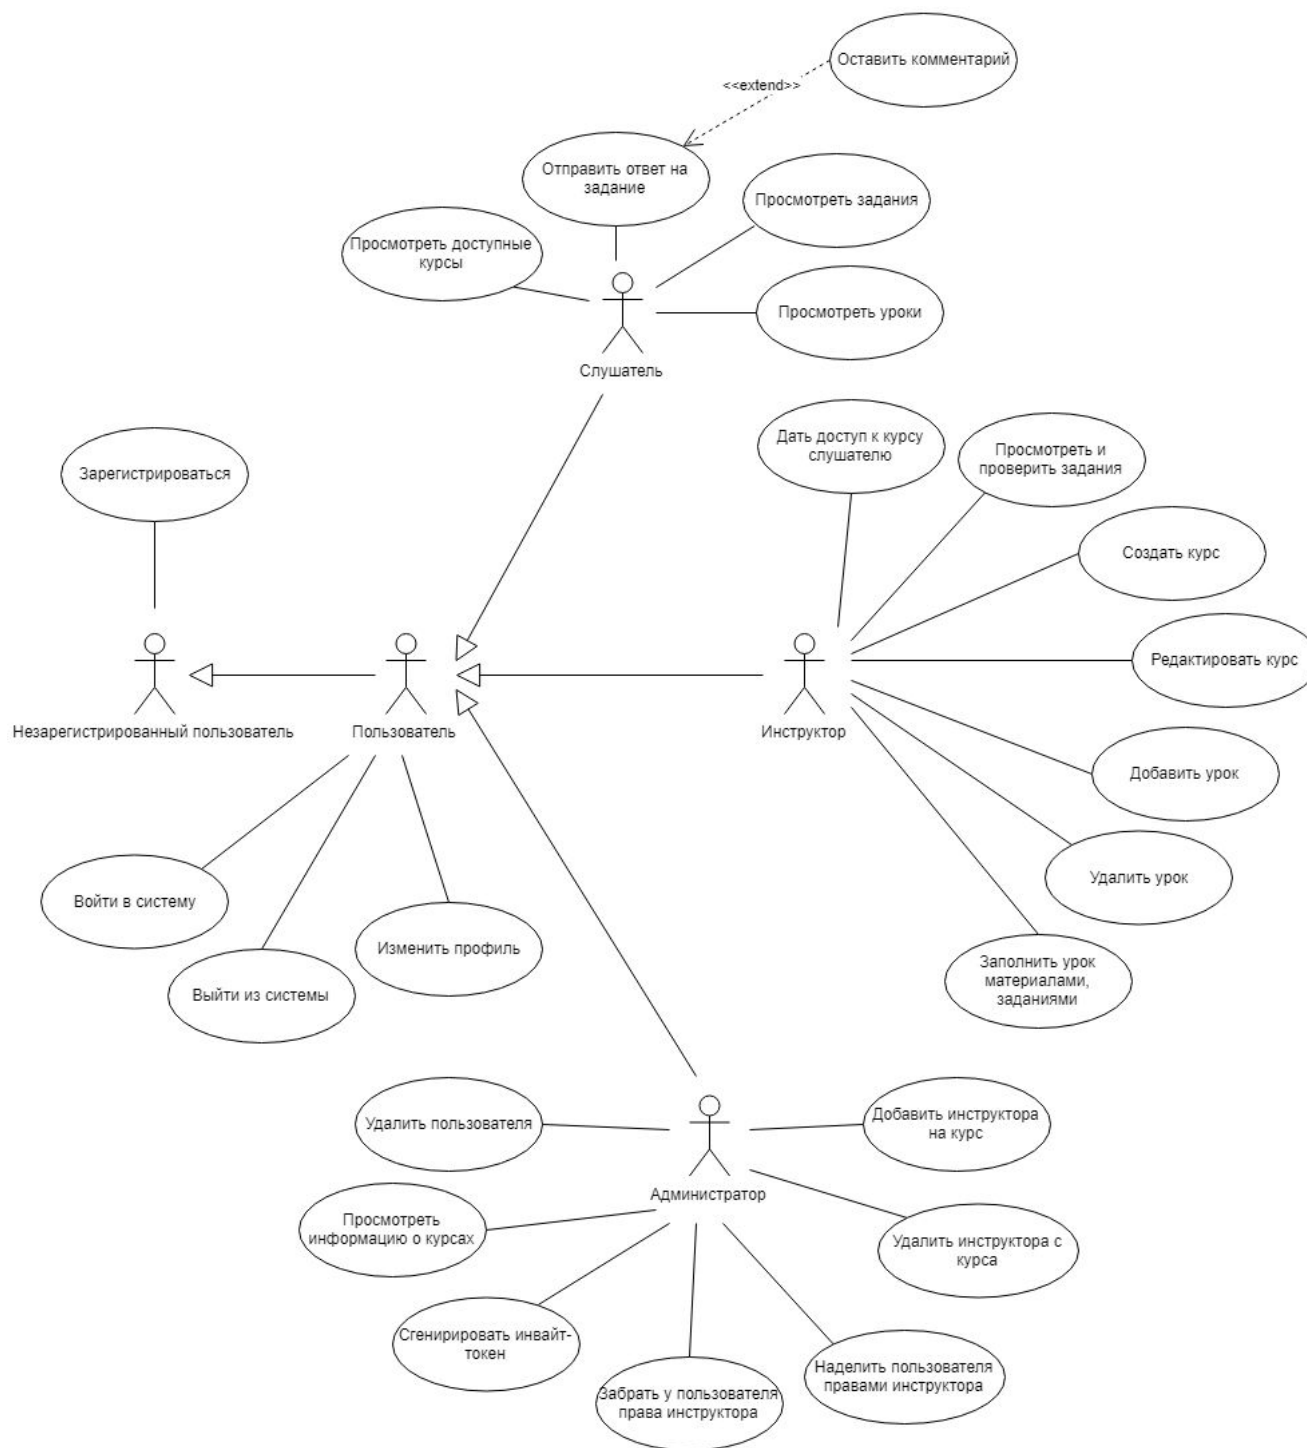 Оставить комментарий
<<extend>>
Отправить ответ на
задание
Просмотреть задания
Просмотреть доступные
курсы
Просмотреть уроки
Слушатель
Дать доступ к курсу
слушателю
Просмотреть и
проверить задания
Зарегистрироваться
Создать курс
Редактировать курс
Незарегистрированный пользователь
Пользователь
Инструктор
Добавить урок
Удалить урок
Войти в систему
Изменить профиль
Выйти из системы
Заполнить урок
материалами,
заданиями
Удалить пользователя
Добавить инструктора
на курс
Администратор
Просмотреть
информацию о курсах
Удалить инструктора с
курса
Сгенирировать инвайт-
токен
Наделить пользователя
правами инструктора
Забрать у пользователя
права инструктора